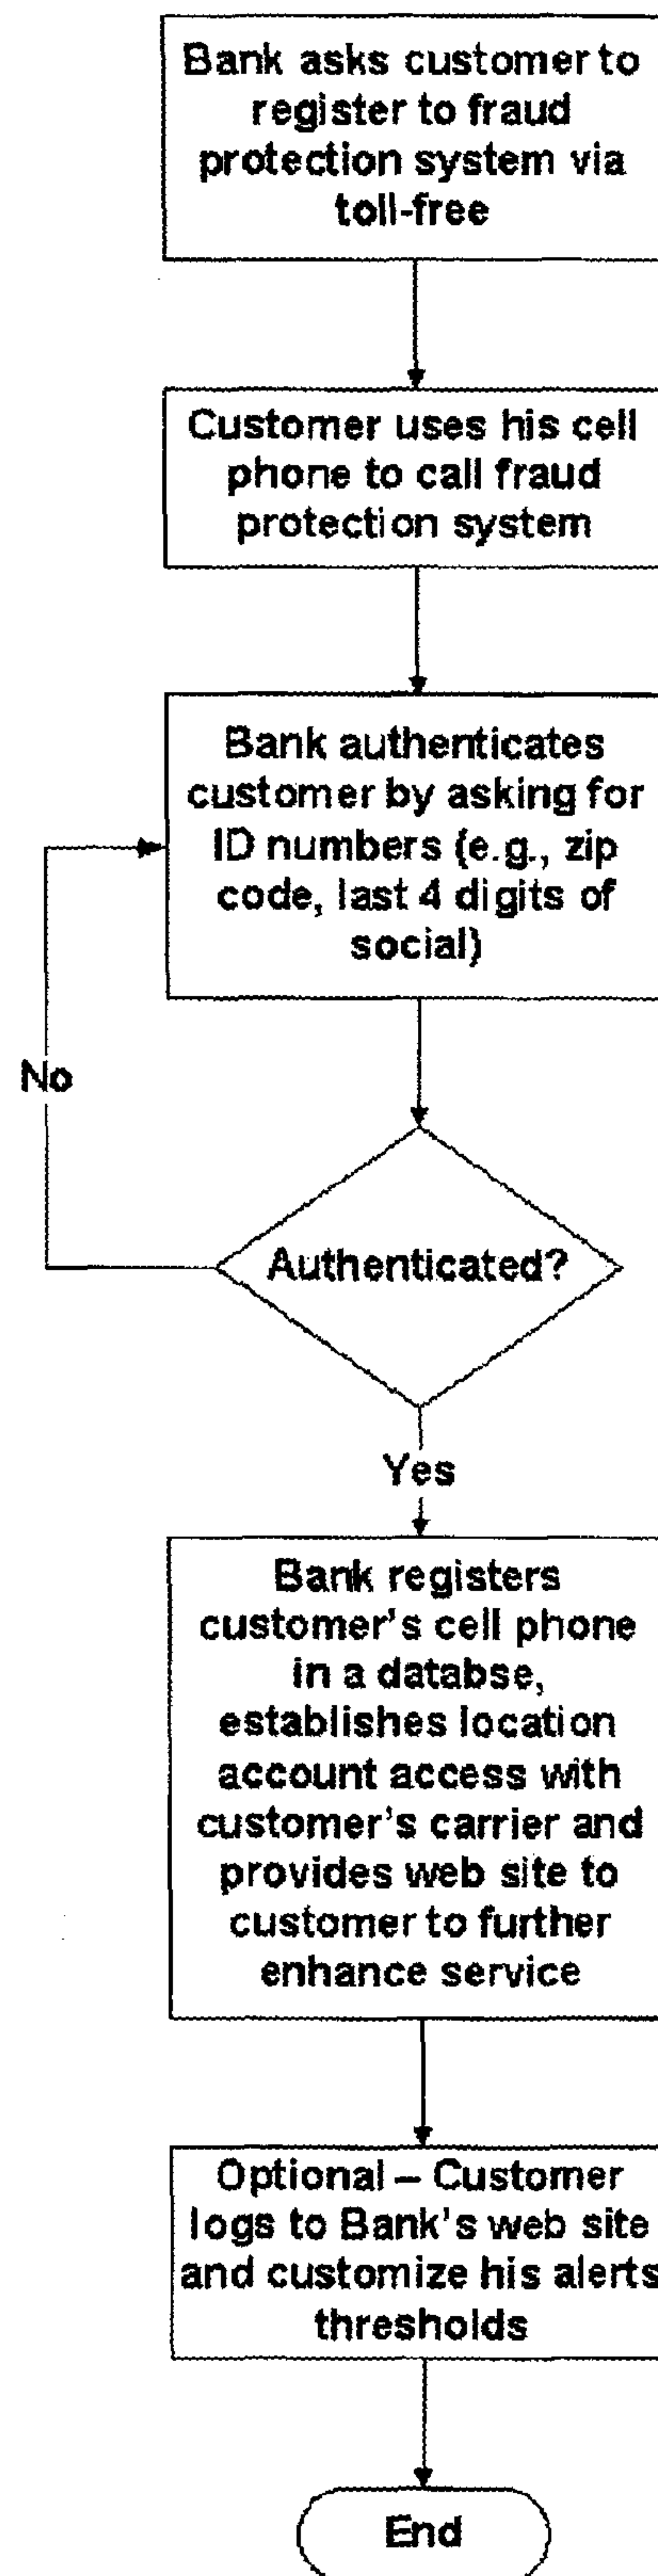 Bank asks customer to
register to fraud
protection system via
toll-free
Customer uses his cell
phone to call fraud
protection system
Bank authenticates
customer by asking for
ID numbers (e.g., zip
code, last 4 digits of
social)
No
Authenticated?
Yes
Bank registers
customer's cell phone
in a databse,
establishes location
account access with
customer's carrier and
provides web site to
customer to further
enhance service
Optional – Customer
logs to Bank's web site
and customize his alerts
thresholds
End